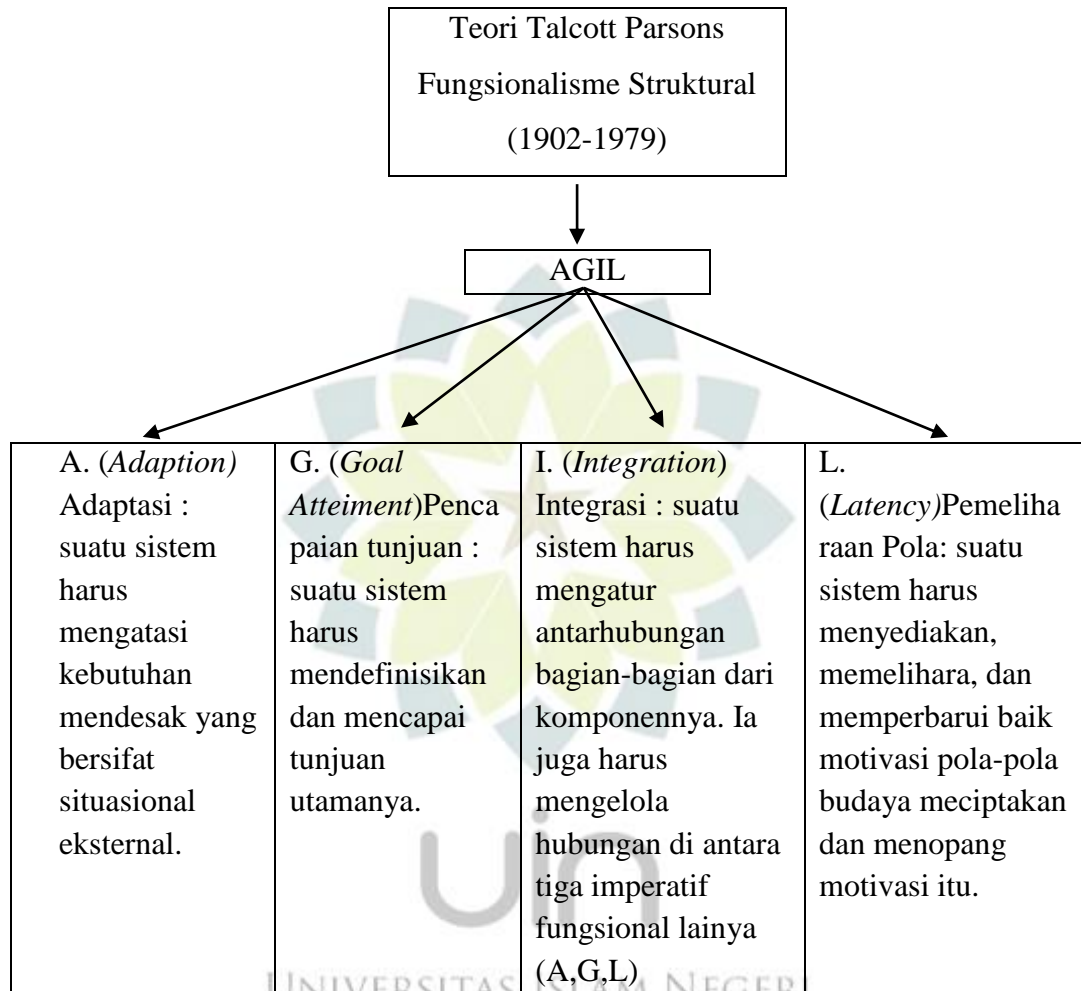 Teori Talcott Parsons
Fungsionalisme Struktural
(1902-1979)
AGIL
A. (Adaption)
Adaptasi :
suatu sistem
harus
mengatasi
kebutuhan
mendesak yang
bersifat
situasional
eksternal.
G. (Goal
Atteiment)Penca
paian tunjuan :
suatu sistem
harus
mendefinisikan
dan mencapai
tunjuan
utamanya.
I. (Integration)
Integrasi : suatu
sistem harus
mengatur
antarhubungan
bagian-bagian dari
komponennya. Ia
juga harus
mengelola
hubungan di antara
tiga imperatif
fungsional lainya
(A,G,L)
L.
(Latency)Pemeliha
raan Pola: suatu
sistem harus
menyediakan,
memelihara, dan
memperbarui baik
motivasi pola-pola
budaya meciptakan
dan menopang
motivasi itu.
uin
UNIVERSITAS ISLAM NEGERI